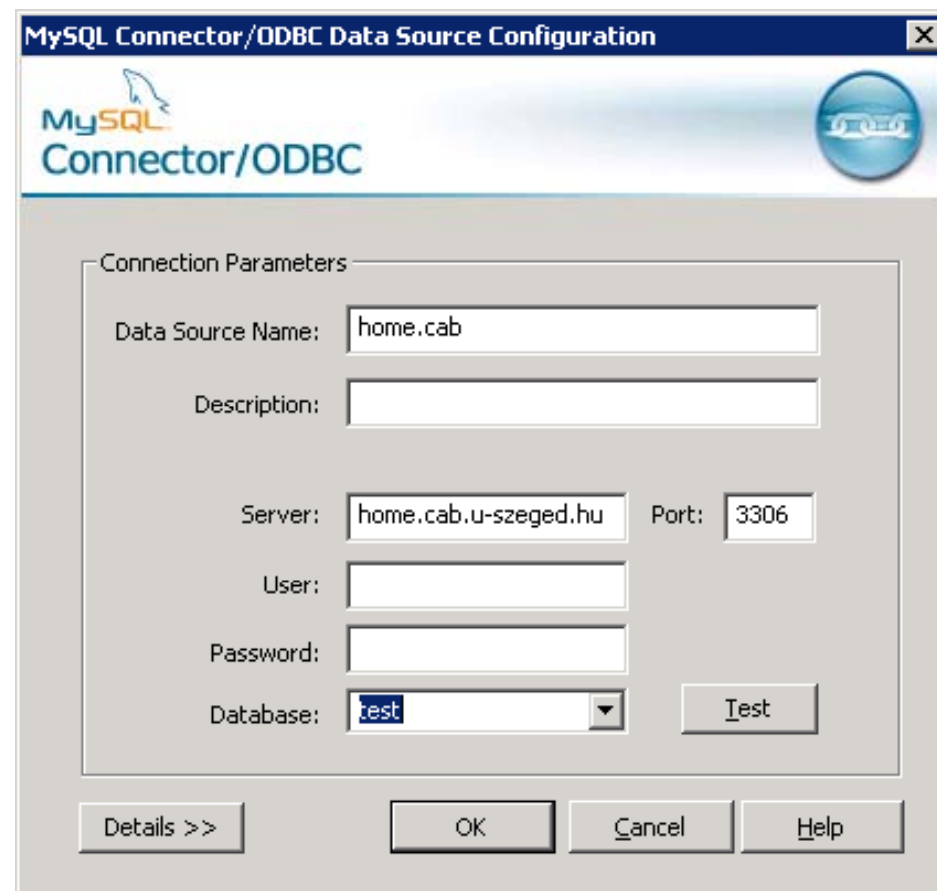 MySQL Connector/ODBC Data Source Configuration
MySQL
Connector/ODBC
Connection Parameters
Data Source Name: home.cab
Description:
Server: home.cab.u-szeged.hu Port: 3306
User:
Password:
Database: test Test
Details >> OK Cancel Help